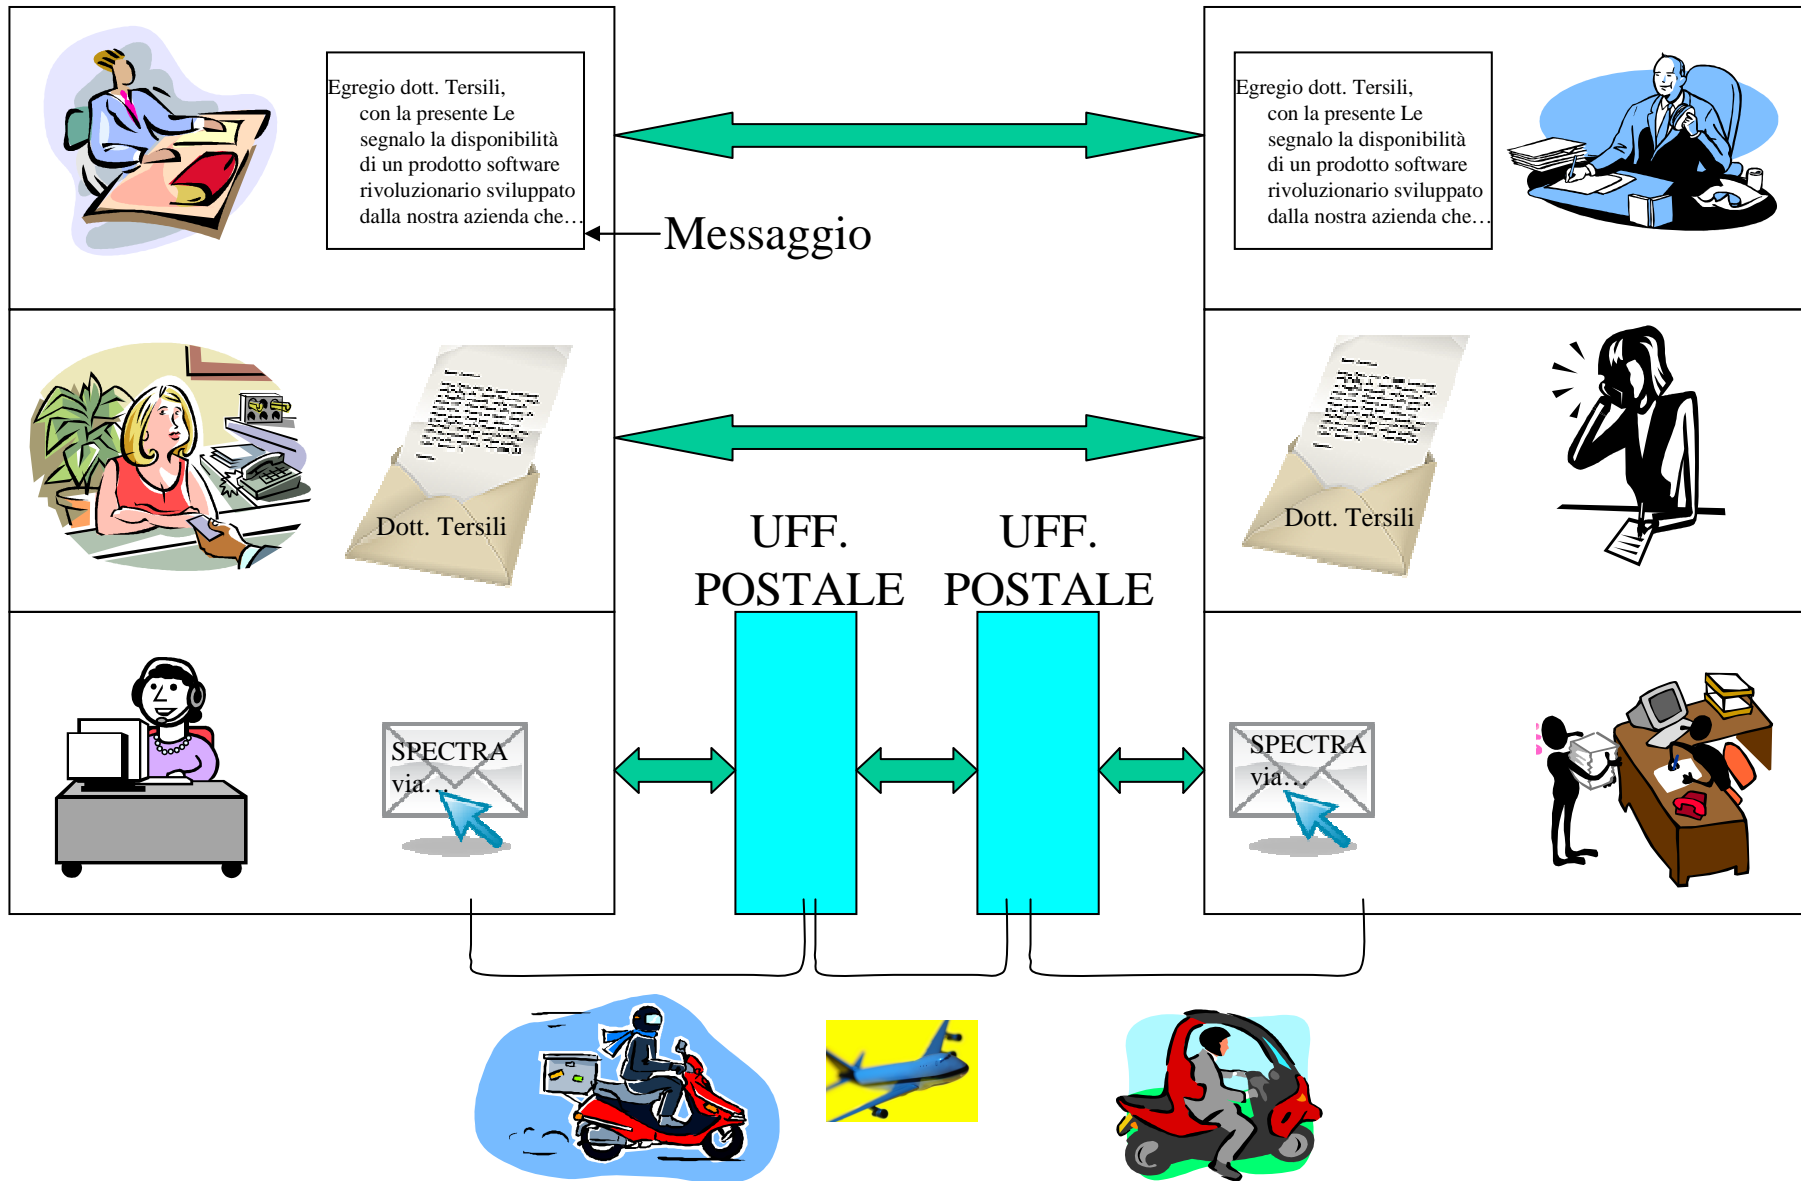 Egregio dott. Tersili,
con la presente Le
segnalo la disponibilità
di un prodotto software
rivoluzionario sviluppato
dalla nostra azienda che…
Messaggio
Egregio dott. Tersili,
con la presente Le
segnalo la disponibilità
di un prodotto software
rivoluzionario sviluppato
dalla nostra azienda che…
Dott. Tersili
Dott. Tersili
UFF.
POSTALE
UFF.
POSTALE
SPECTRA
via…
SPECTRA
via…